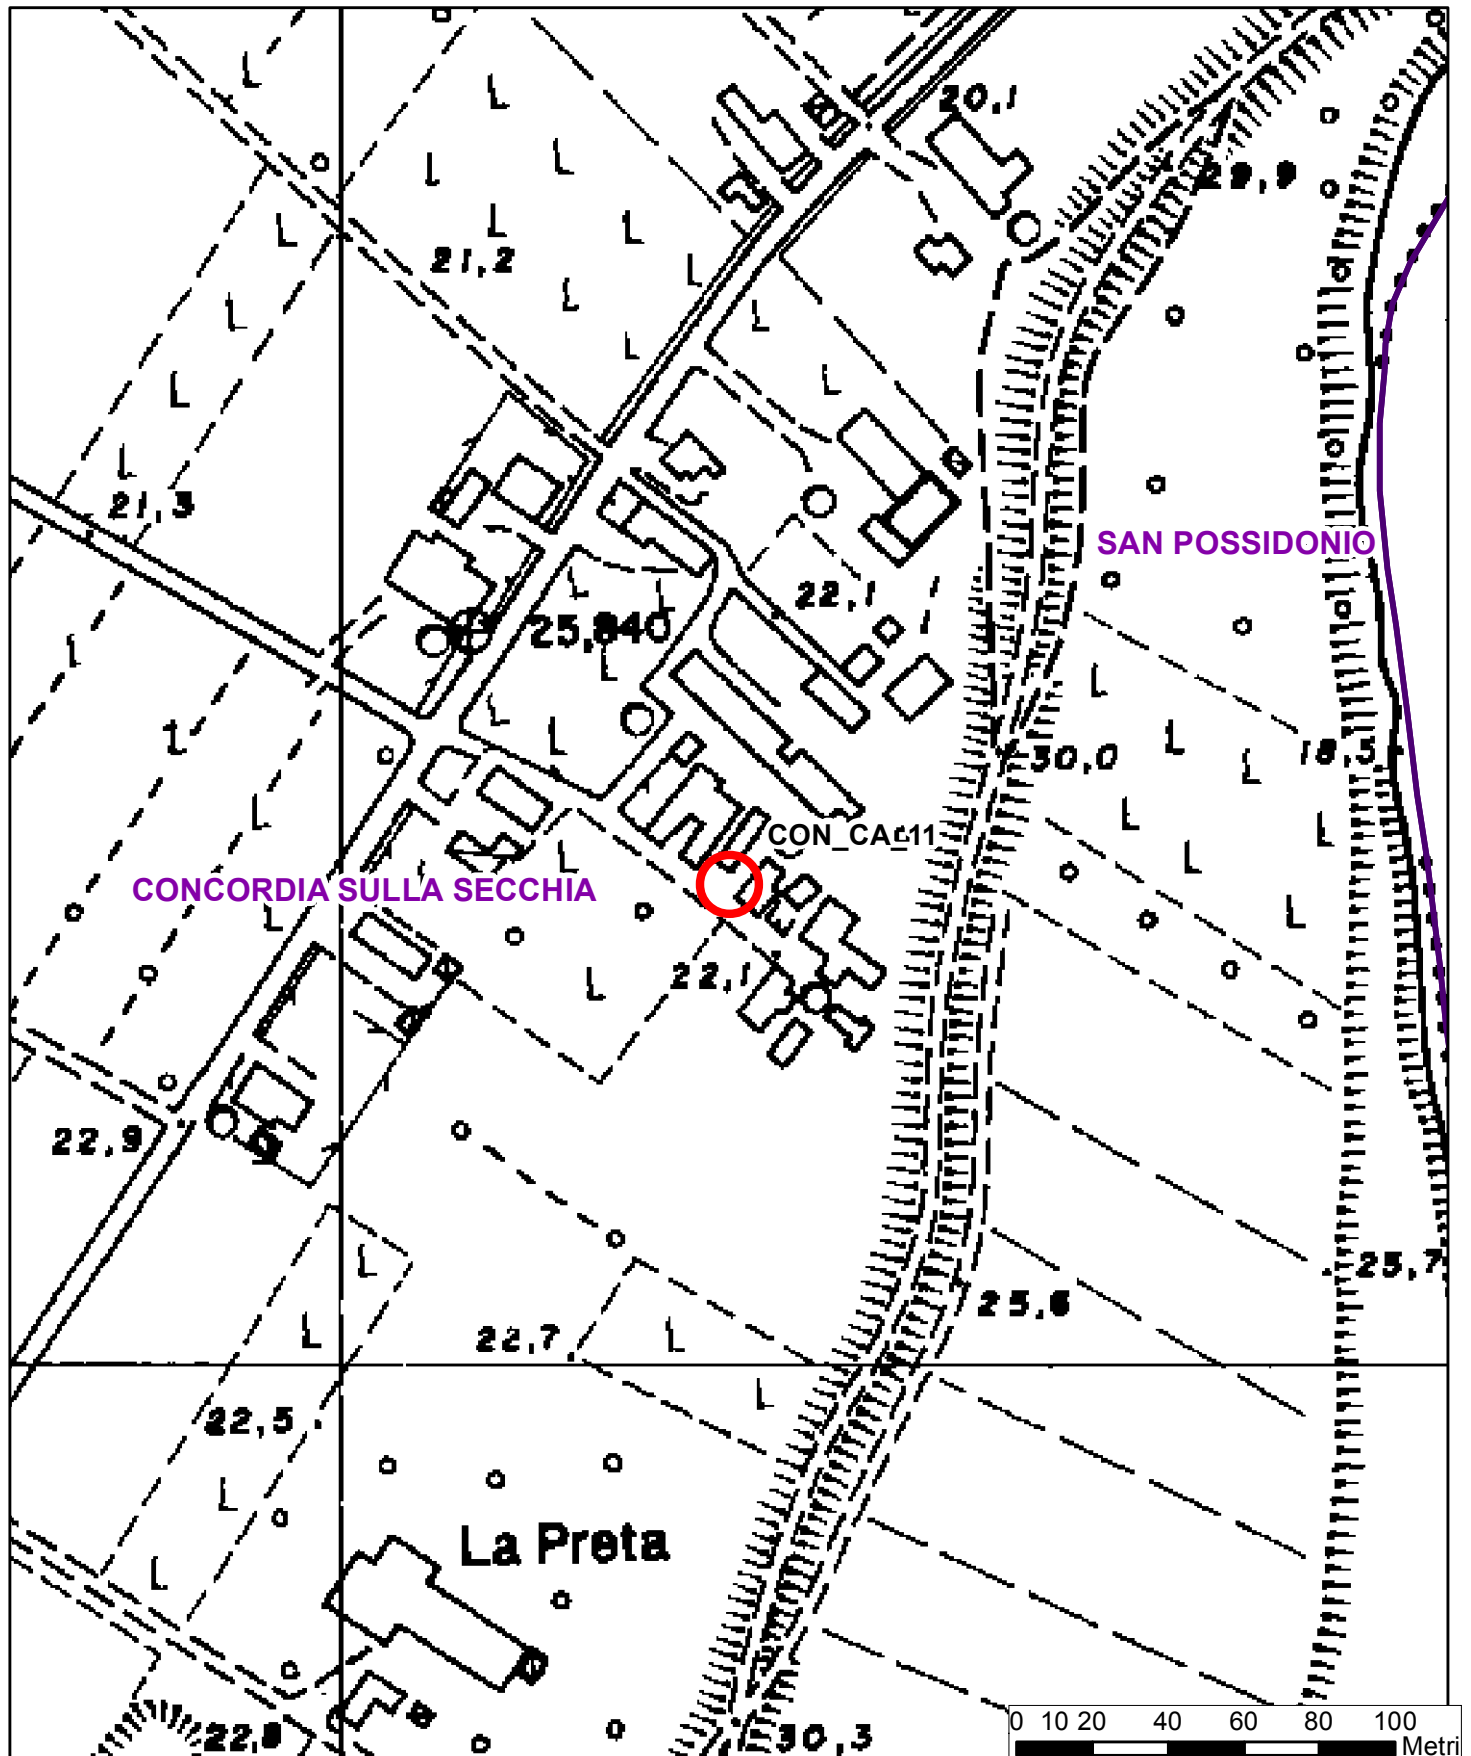 20,1
29,9
21,2
21,3
SAN POSSIDONIO
22,1
25,840
30,0
18,5
CON_CA_11
CONCORDIA SULLA SECCHIA
22,1
22,9
25,7
25,6
22,7
22,5
La Preta
22,8
30,3
0 10 20 40 60 80 100
Metri